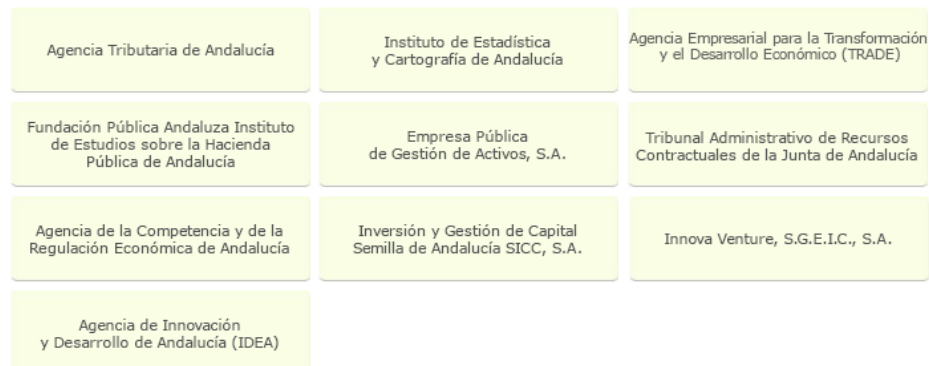 Agencia Tributaria de Andalucía
Instituto de Estadística
y Cartografía de Andalucía
Agencia Empresarial para la Transformación
y el Desarrollo Económico (TRADE)
Fundación Pública Andaluza Instituto
de Estudios sobre la Hacienda
Pública de Andalucía
Empresa Pública
de Gestión de Activos, S.A.
Tribunal Administrativo de Recursos
Contractuales de la Junta de Andalucía
Agencia de la Competencia y de la
Regulación Económica de Andalucía
Inversión y Gestión de Capital
Semilla de Andalucía SICC, S.A.
Innova Venture, S.G.E.I.C., S.A.
Agencia de Innovación
y Desarrollo de Andalucía (IDEA)